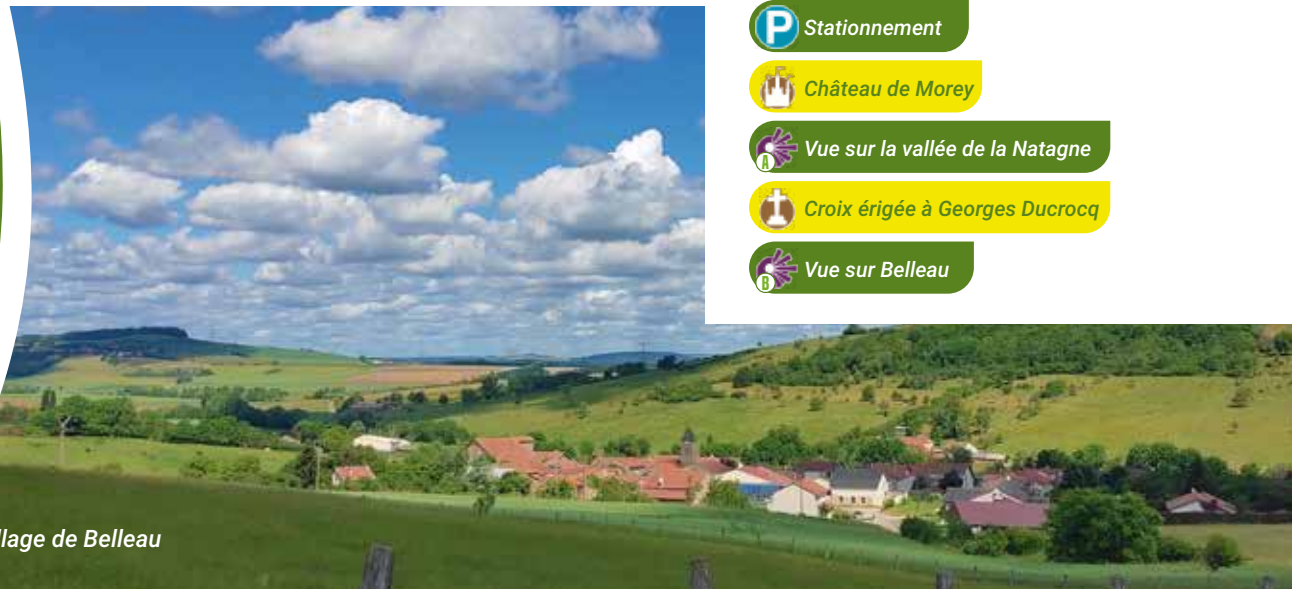 P Stationnement
Château de Morey
A Vue sur la vallée de la Natagne
Croix érigée à Georges Ducrocq
B Vue sur Belleau
llage de Belleau